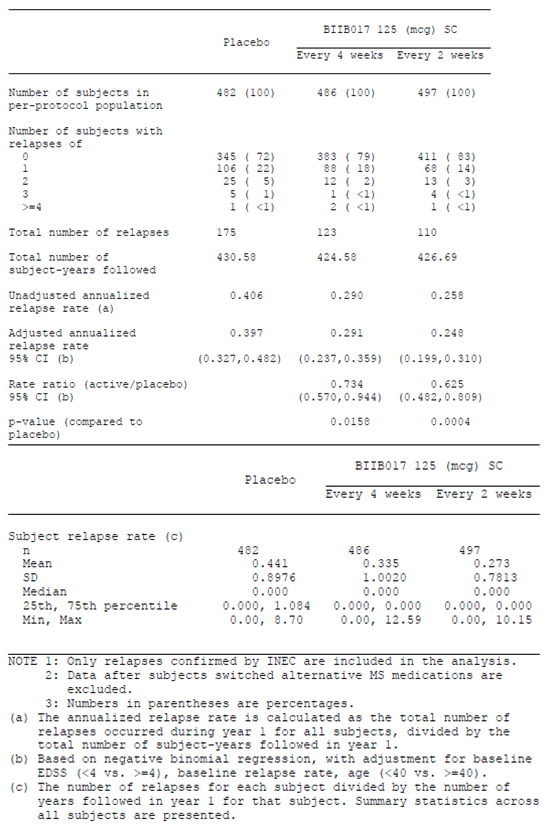 BIIB017 125 (mcg) SC
Placebo
Every 4 weeks Every 2 weeks
Number of subjects in 482 (100) 486 (100) 497 (100)
per-protocol population
Number of subjects with
relapses of
0 345 ( 72) 383 ( 79) 411 ( 83)
1 106 ( 22) 88 ( 18) 68 ( 14)
2 25 ( 5) 12 ( 2) 13 ( 3)
3 5 ( 1) 1 ( <1) 4 ( <1)
>=4 1 ( <1) 2 ( <1) 1 ( <1)
Total number of relapses 175 123 110
Total number of 430.58 424.58 426.69
subject-years followed
Unadjusted annualized 0.406 0.290 0.258
relapse rate (a)
Adjusted annualized 0.397 0.291 0.248
relapse rate
95% CI (b) (0.327,0.482) (0.237,0.359) (0.199,0.310)
Rate ratio (active/placebo) 0.734 0.625
95% CI (b) (0.570,0.944) (0.482,0.809)
p-value (compared to 0.0158 0.0004
placebo)
BIIB017 125 (mcg) SC
Placebo
Every 4 weeks Every 2 weeks
Subject relapse rate (c)
n 482 486 497
Mean 0.441 0.335 0.273
SD 0.8976 1.0020 0.7813
Median 0.000 0.000 0.000
25th, 75th percentile 0.000, 1.084 0.000, 0.000 0.000, 0.000
Min, Max 0.00, 8.70 0.00, 12.59 0.00, 10.15
NOTE 1: Only relapses confirmed by INEC are included in the analysis.
2: Data after subjects switched alternative MS medications are
excluded.
3: Numbers in parentheses are percentages.
(a) The annualized relapse rate is calculated as the total number of
relapses occurred during year 1 for all subjects, divided by the
total number of subject-years followed in year 1.
(b) Based on negative binomial regression, with adjustment for baseline
EDSS (<4 vs. >=4), baseline relapse rate, age (<40 vs. >=40).
(c) The number of relapses for each subject divided by the number of
years followed in year 1 for that subject. Summary statistics across
all subjects are presented.